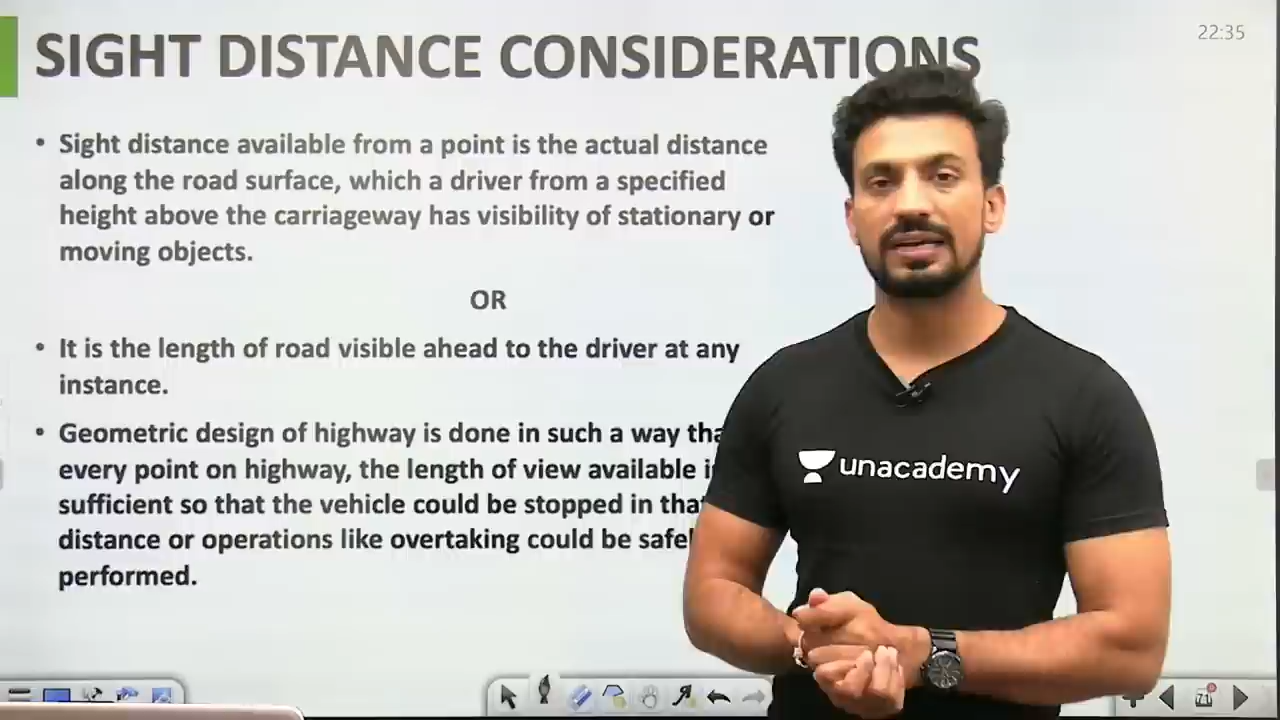 22:35
SIGHT DISTANCE CONSIDERATIONS
• Sight distance available from a point is the actual distance
along the road surface, which a driver from a specified
height above the carriageway has visibility of stationary or
moving objects.
OR
• It is the length of road visible ahead to the driver at any
instance.
• Geometric design of highway is done in such a way tha
every point on highway, the length of view available i
sufficient so that the vehicle could be stopped in that
distance or operations like overtaking could be safel
performed.
unacademy
71